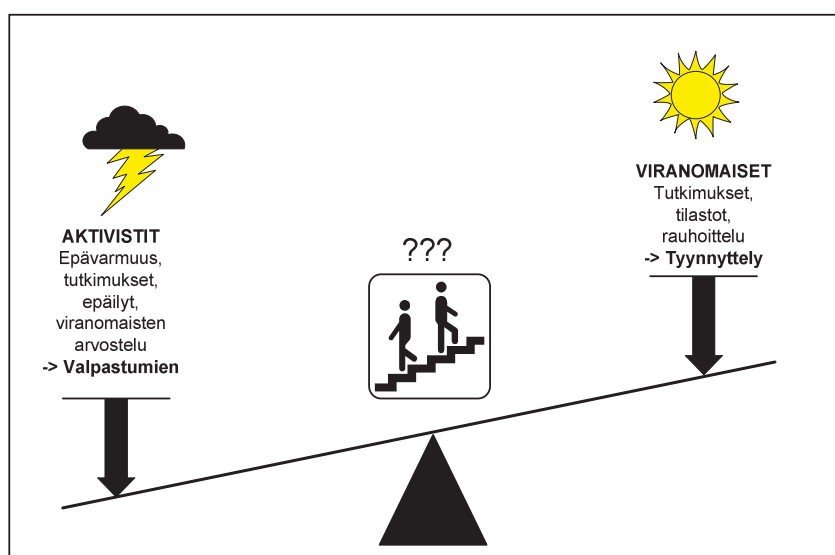 AKTIVISTIT
Epävarmuus,
tutkimukset,
epäilyt,
viranomaisten
arvostelu
-> Valpastumien
???
VIRANOMAISET
Tutkimukset,
tilastot,
rauhoittelu
-> Tyynnyttely